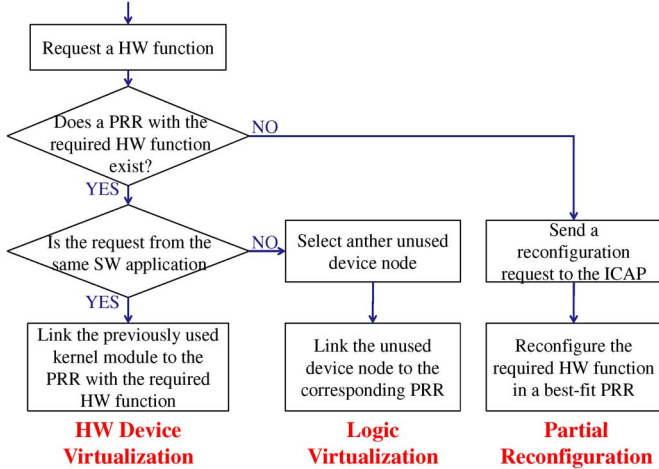 Request a HW function
Does a PRR with the
required HW function
exist?
NO
YES
Is the request from the
same SW application
NO
YES
Select anther unused
device node
Send a
reconfiguration
request to the ICAP
Link the previously used
kernel module to the
PRR with the required
HW function
Link the unused
device node to the
corresponding PRR
Reconfigure the
required HW function
in a best-fit PRR
HW Device
Virtualization
Logic
Virtualization
Partial
Reconfiguration